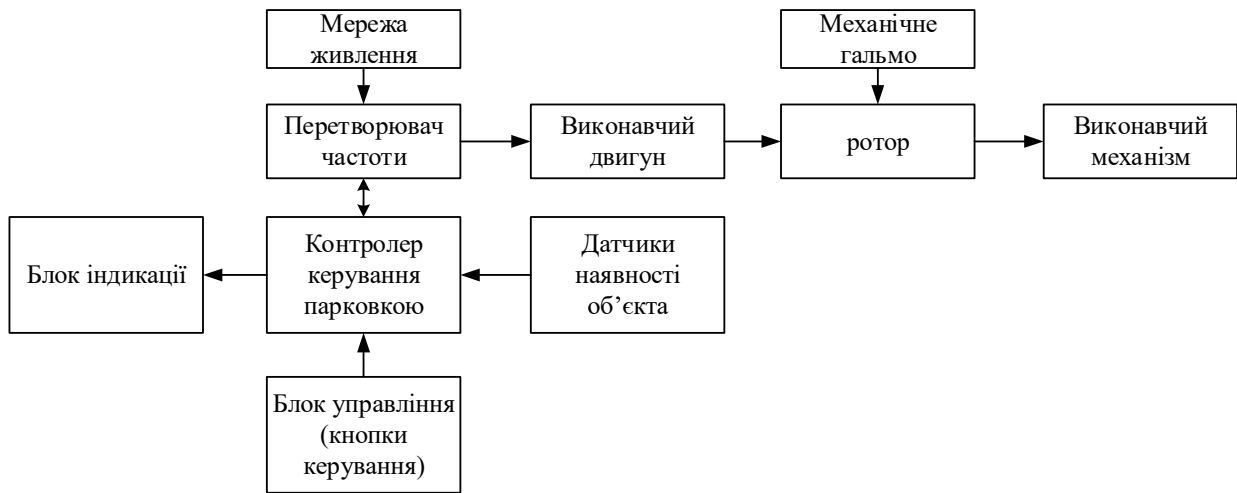 Мережа
живлення
Механічне
гальмо
Перетворювач
частоти
Виконавчий
двигун
ротор
Виконавчий
механізм
Блок індикації
Контролер
керування
парковкою
Датчики
наявності
об’єкта
Блок управління
(кнопки
керування)